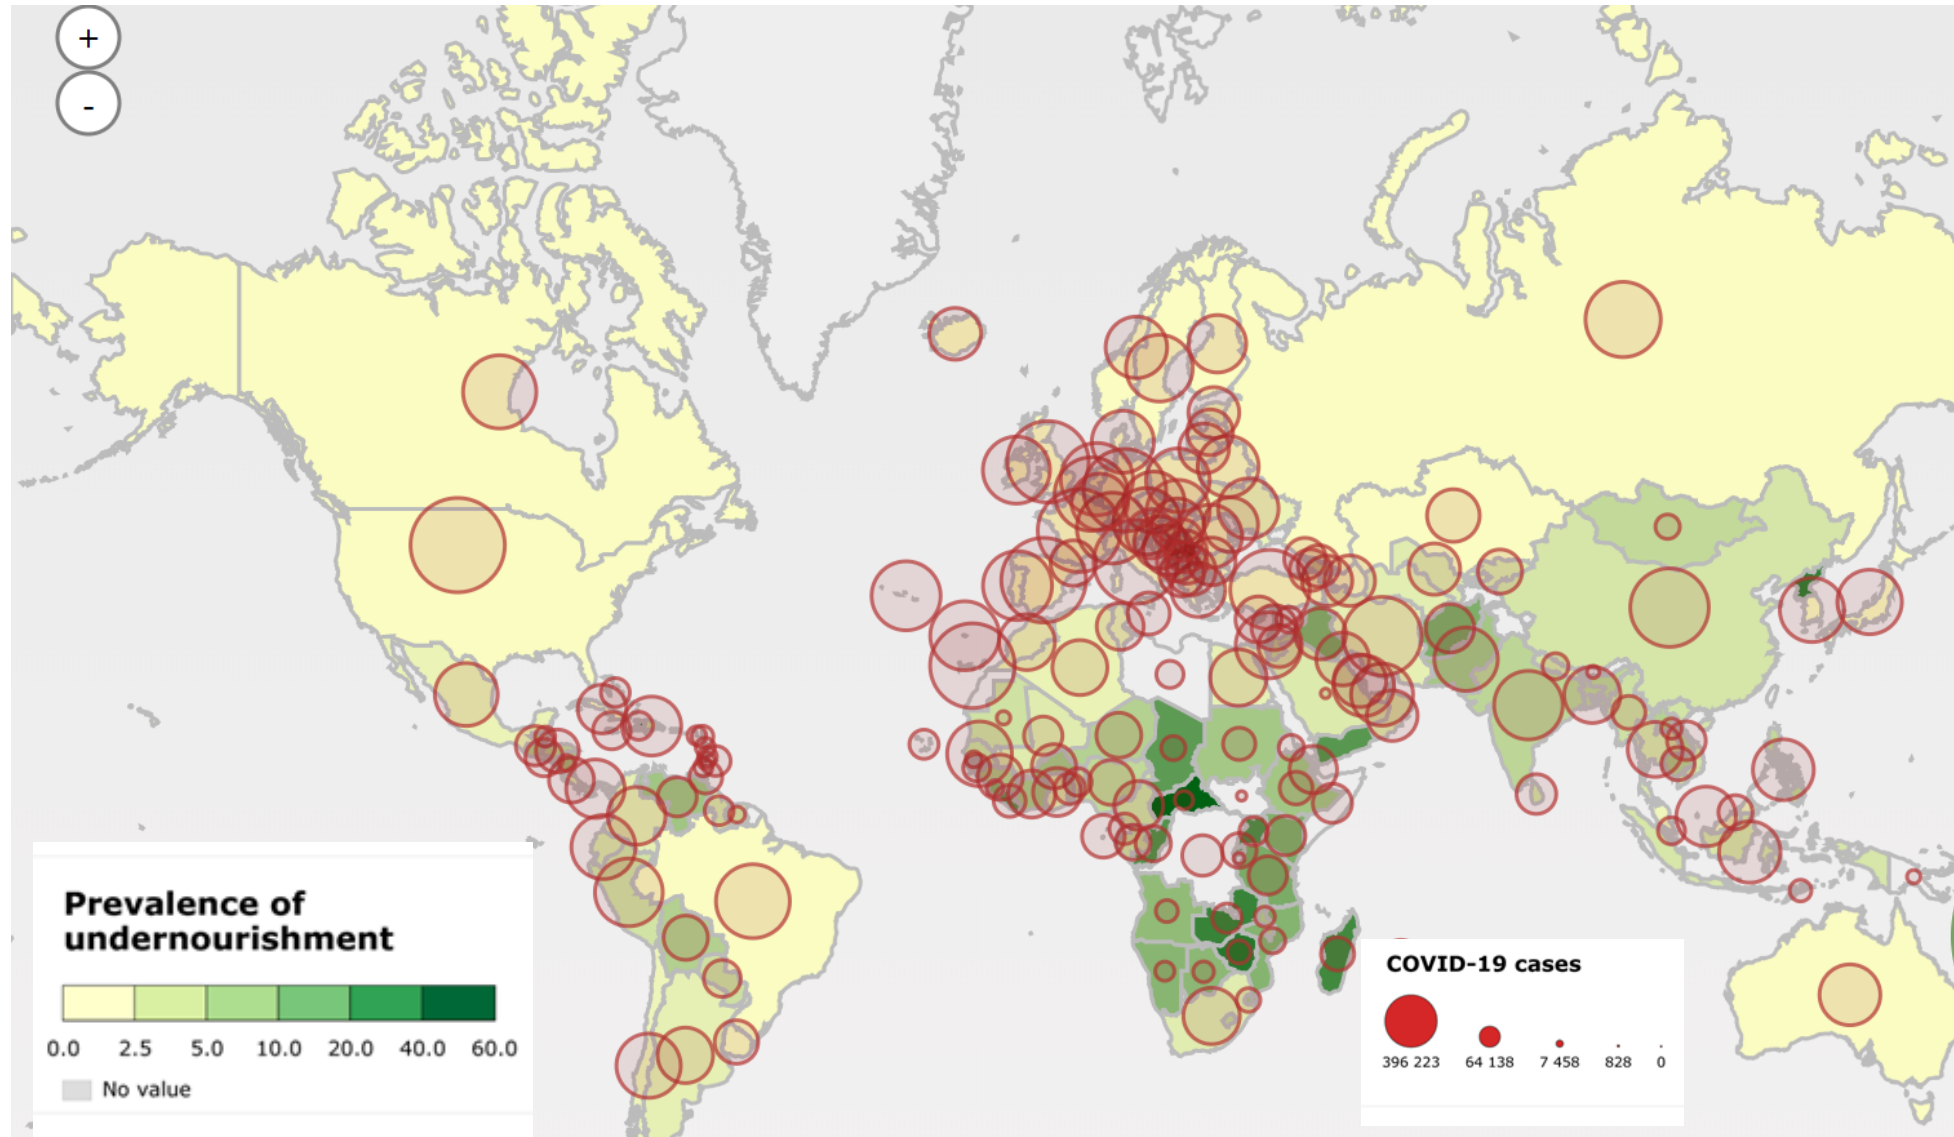 +
-
Prevalence of
undernourishment
0.0 2.5 5.0 10.0 20.0 40.0 60.0
No value
COVID-19 cases
396 223 64 138 7 458 828 0